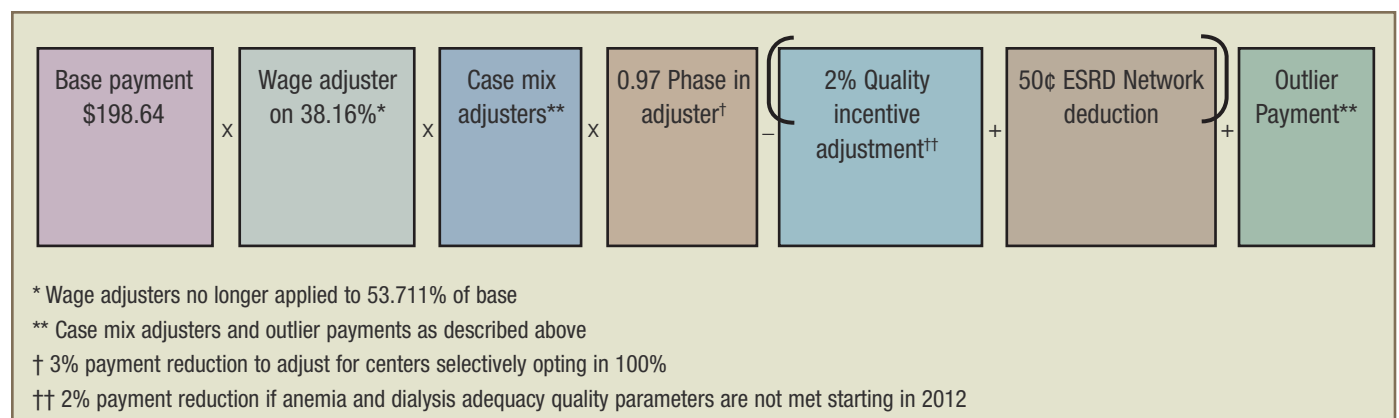 Base payment
$198.64
x
Wage adjuster
on 38.16%*
x
Case mix
adjusters**
x
0.97 Phase in
adjuster†
–
(
2% Quality
incentive
adjustment††
+
50¢ ESRD Network
deduction
)
+
Outlier
Payment**
* Wage adjusters no longer applied to 53.711% of base
** Case mix adjusters and outlier payments as described above
† 3% payment reduction to adjust for centers selectively opting in 100%
†† 2% payment reduction if anemia and dialysis adequacy quality parameters are not met starting in 2012